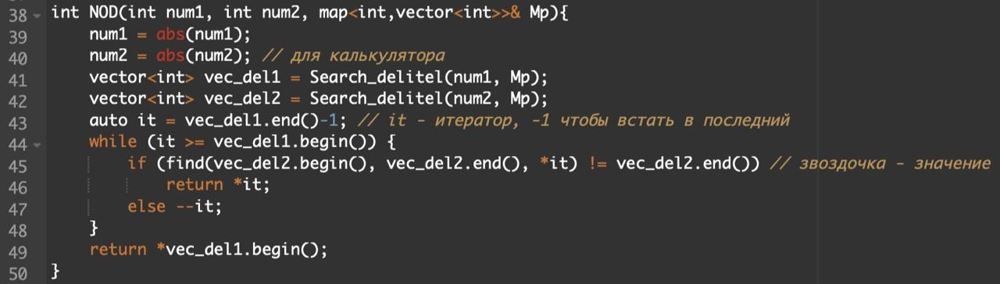 38 int NOD(int num1, int num2, map<int,vector<int>>& Mp){
39     num1 = abs(num1);
40     num2 = abs(num2); // для калькулятора
41     vector<int> vec_del1 = Search_delitel(num1, Mp);
42     vector<int> vec_del2 = Search_delitel(num2, Mp);
43     auto it = vec_del1.end()-1; // it - итератор, -1 чтобы встать в последний
44     while (it >= vec_del1.begin()) {
45         if (find(vec_del2.begin(), vec_del2.end(), *it) != vec_del2.end()) // звоздочка - значение
46             return *it;
47         else --it;
48     }
49     return *vec_del1.begin();
50 }